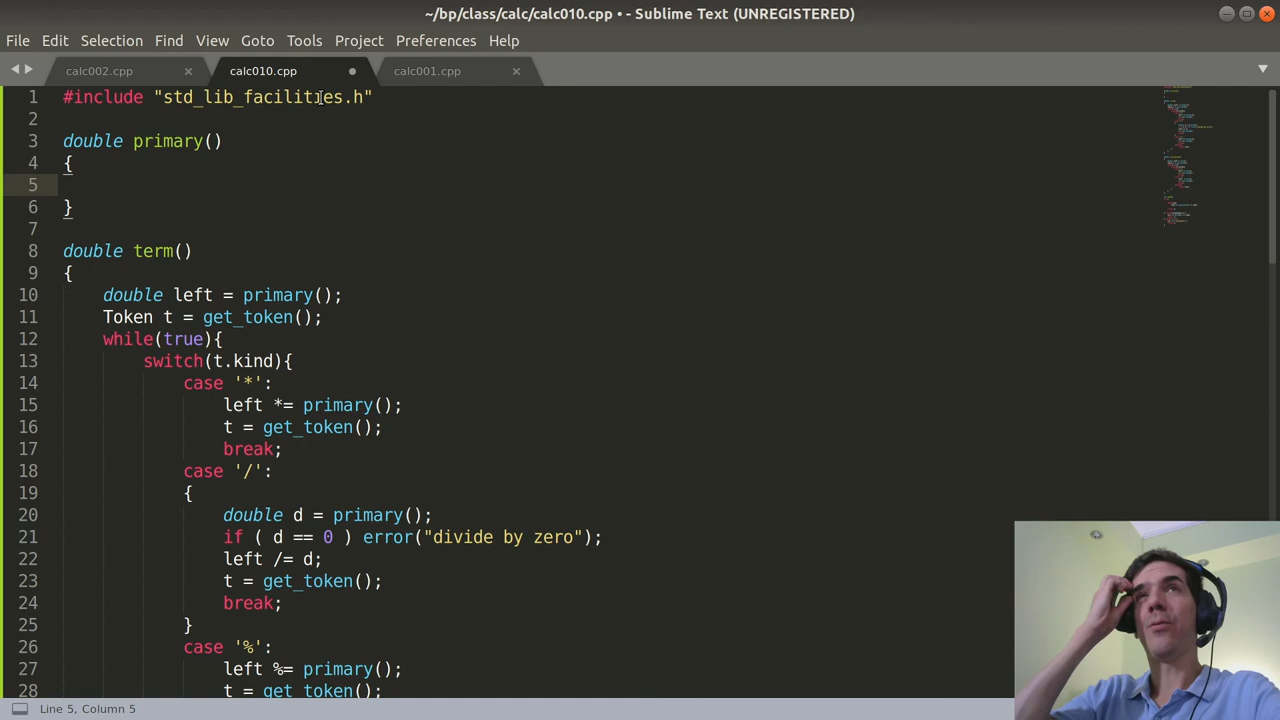 ~/bp/class/calc/calc010.cpp • - Sublime Text (UNREGISTERED)
File Edit Selection Find View Goto Tools Project Preferences Help
calc002.cpp × calc010.cpp calc001.cpp ×
1 #include "std_lib_facilities.h"
2
3 double primary()
4 {
5
6 }
7
8 double term()
9 {
10 double left = primary();
11 Token t = get_token();
12 while(true){
13 switch(t.kind){
14 case '*':
15 left *= primary();
16 t = get_token();
17 break;
18 case '/':
19 {
20 double d = primary();
21 if ( d == 0 ) error("divide by zero");
22 left /= d;
23 t = get_token();
24 break;
25 }
26 case '%':
27 left %= primary();
28 t = get_token();
Line 5, Column 5